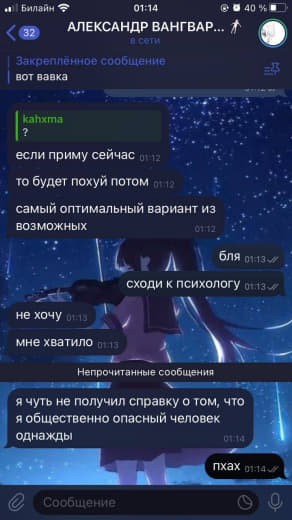 Билайн
01:14
40 %
32
АЛЕКСАНДР ВАНГВАР...
в сети
Закреплённое сообщение
вот вавка
kahxma
?
если приму сейчас 01:12
то будет похуй потом 01:12
самый оптимальный вариант из
возможных 01:12
бля 01:13
сходи к психологу 01:13
не хочу 01:13
мне хватило 01:13
Непрочитанные сообщения
я чуть не получил справку о том, что
я общественно опасный человек
однажды 01:14
пхах 01:14
Сообщение